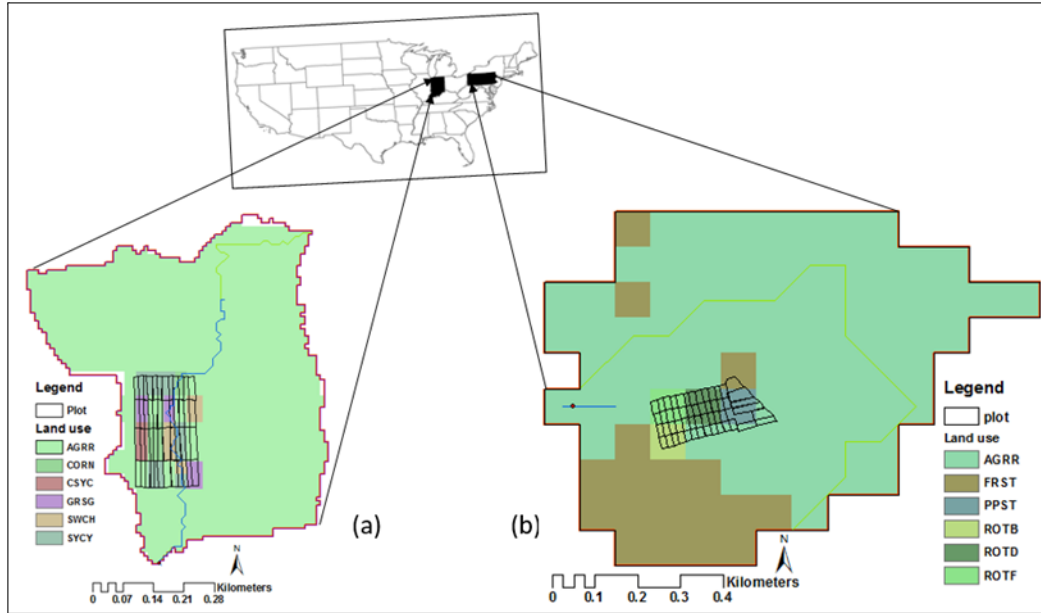 Legend
Plot
Land use
AGRR
CORN
CSYC
GRSG
SWCH
SYCY
(a)
N
Kilometers
0 0.07 0.14 0.21 0.28
(b)
Legend
plot
Land use
AGRR
FRST
PPST
ROTB
ROTD
ROTF
N
Kilometers
0 0.1 0.2 0.3 0.4